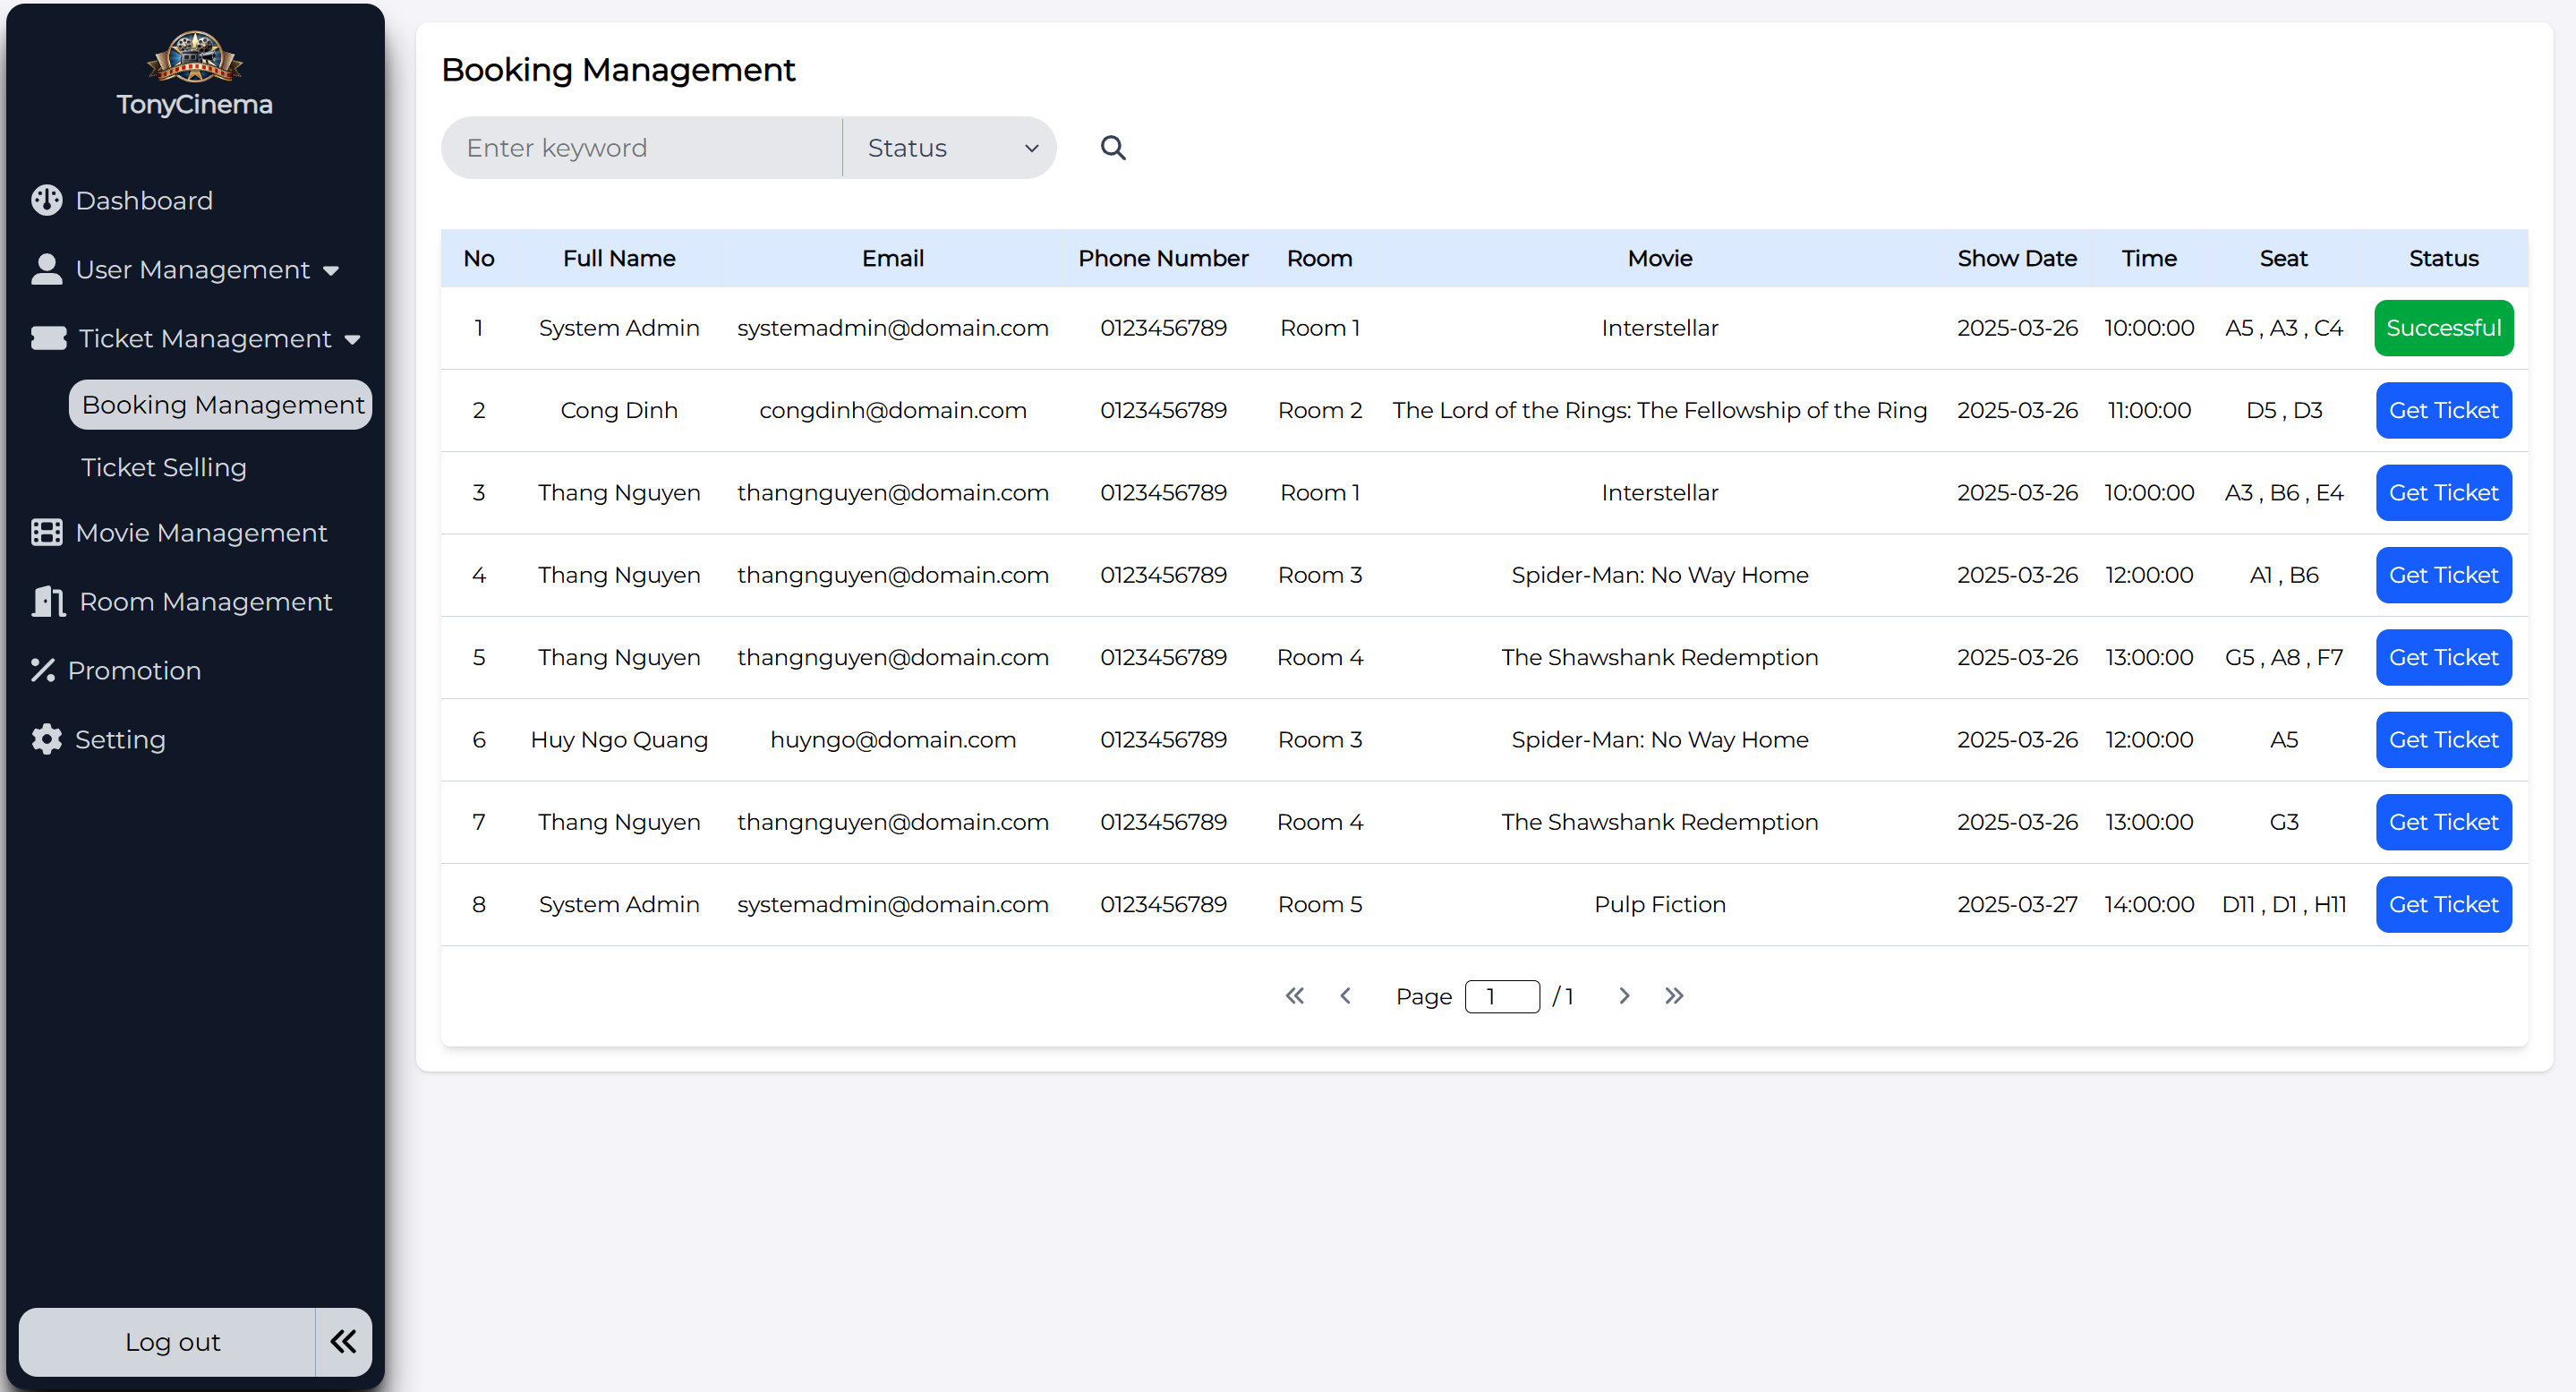 TonyCinema
Dashboard
User Management
Ticket Management
Booking Management
Ticket Selling
Movie Management
Room Management
Promotion
Setting
Log out
Booking Management
Enter keyword Status
No Full Name Email Phone Number Room Movie Show Date Time Seat Status
1 System Admin systemadmin@domain.com 0123456789 Room 1 Interstellar 2025-03-26 10:00:00 A5 , A3 , C4 Successful
2 Cong Dinh congdinh@domain.com 0123456789 Room 2 The Lord of the Rings: The Fellowship of the Ring 2025-03-26 11:00:00 D5 , D3 Get Ticket
3 Thang Nguyen thangnguyen@domain.com 0123456789 Room 1 Interstellar 2025-03-26 10:00:00 A3 , B6 , E4 Get Ticket
4 Thang Nguyen thangnguyen@domain.com 0123456789 Room 3 Spider-Man: No Way Home 2025-03-26 12:00:00 A1 , B6 Get Ticket
5 Thang Nguyen thangnguyen@domain.com 0123456789 Room 4 The Shawshank Redemption 2025-03-26 13:00:00 G5 , A8 , F7 Get Ticket
6 Huy Ngo Quang huyngo@domain.com 0123456789 Room 3 Spider-Man: No Way Home 2025-03-26 12:00:00 A5 Get Ticket
7 Thang Nguyen thangnguyen@domain.com 0123456789 Room 4 The Shawshank Redemption 2025-03-26 13:00:00 G3 Get Ticket
8 System Admin systemadmin@domain.com 0123456789 Room 5 Pulp Fiction 2025-03-27 14:00:00 D11 , D1 , H11 Get Ticket
Page 1 / 1